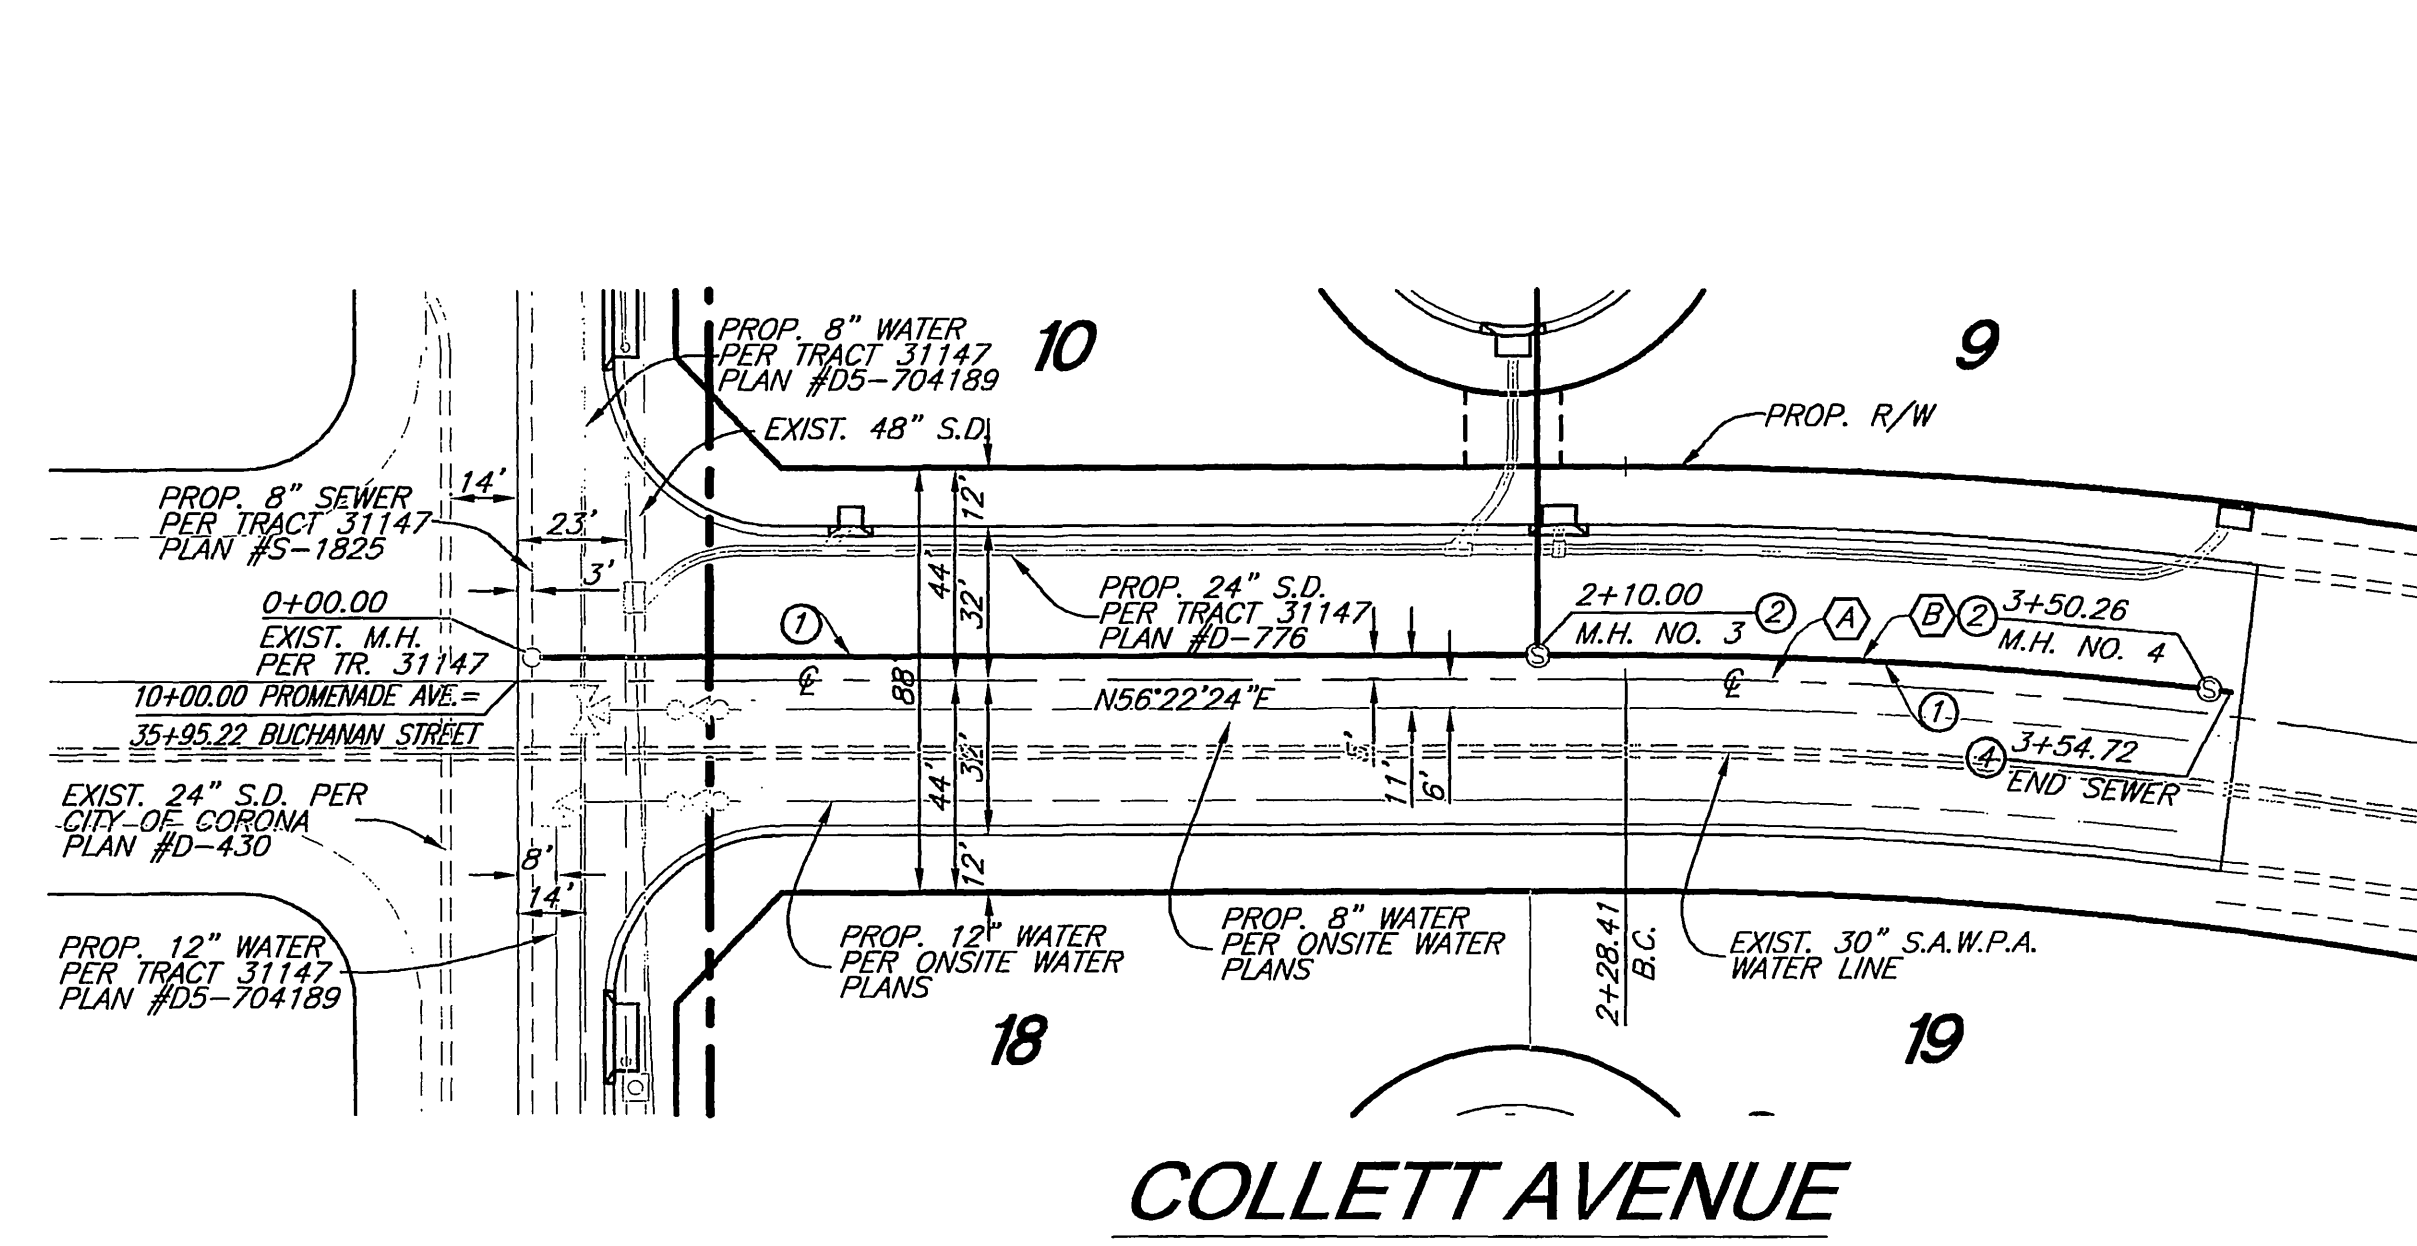 PROP. 8" WATER
PER TRACT 31147
PLAN #D5-704189
10
9
EXIST. 48" S.D.
PROP. R/W
14'
PROP. 8" SEWER
PER TRACT 31147
PLAN #S-1825
23'
3'
12'
44'
32'
88'
0+00.00
EXIST. M.H.
PER TR. 31147
1
PROP. 24" S.D.
PER TRACT 31147
PLAN #D-776
2+10.00
M.H. NO. 3
2
A
B
2
3+50.26
M.H. NO. 4
S
S
10+00.00 PROMENADE AVE.=
35+95.22 BUCHANAN STREET
℄
N56°22'24"E
℄
1
4
3+54.72
END SEWER
EXIST. 24" S.D. PER
CITY OF CORONA
PLAN #D-430
8'
14'
44'
32'
12'
11'
6'
PROP. 12" WATER
PER TRACT 31147
PLAN #D5-704189
PROP. 12" WATER
PER ONSITE WATER
PLANS
PROP. 8" WATER
PER ONSITE WATER
PLANS
2+28.41
B.C.
EXIST. 30" S.A.W.P.A.
WATER LINE
18
19
COLLETT AVENUE